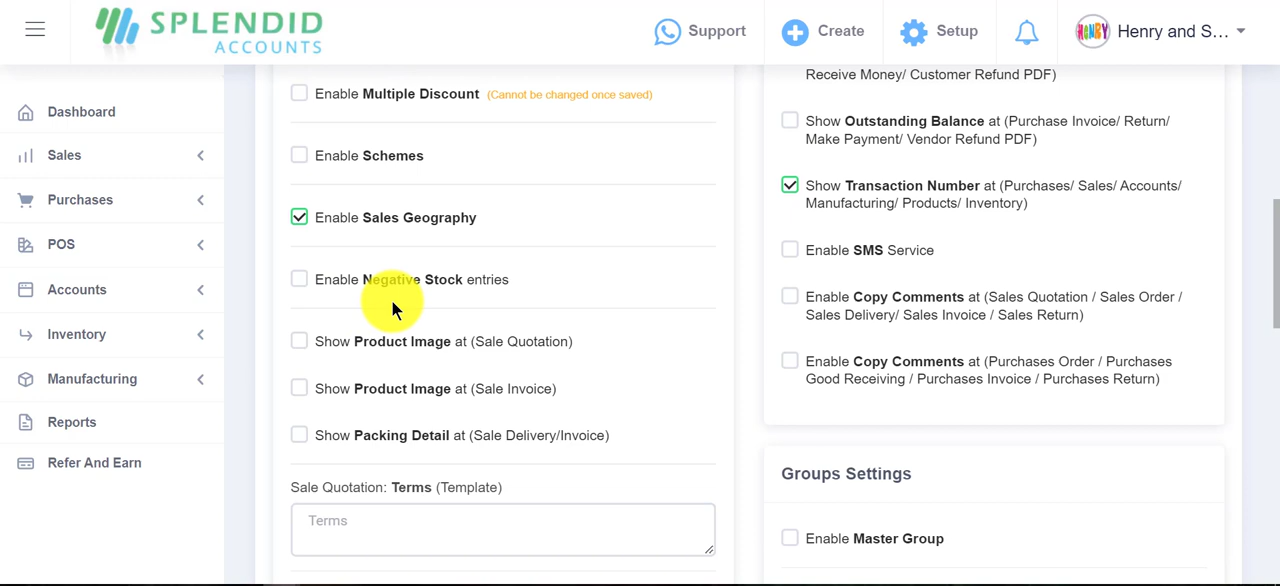 SPLENDID
ACCOUNTS
Support
Create
Setup
HENRY
Henry and S...
Dashboard
Sales
Purchases
POS
Accounts
Inventory
Manufacturing
Reports
Refer And Earn
Enable Multiple Discount (Cannot be changed once saved)
Enable Schemes
Enable Sales Geography
Enable Negative Stock entries
Show Product Image at (Sale Quotation)
Show Product Image at (Sale Invoice)
Show Packing Detail at (Sale Delivery/Invoice)
Sale Quotation: Terms (Template)
Terms
Receive Money/ Customer Refund PDF)
Show Outstanding Balance at (Purchase Invoice/ Return/
Make Payment/ Vendor Refund PDF)
Show Transaction Number at (Purchases/ Sales/ Accounts/
Manufacturing/ Products/ Inventory)
Enable SMS Service
Enable Copy Comments at (Sales Quotation / Sales Order /
Sales Delivery/ Sales Invoice / Sales Return)
Enable Copy Comments at (Purchases Order / Purchases
Good Receiving / Purchases Invoice / Purchases Return)
Groups Settings
Enable Master Group